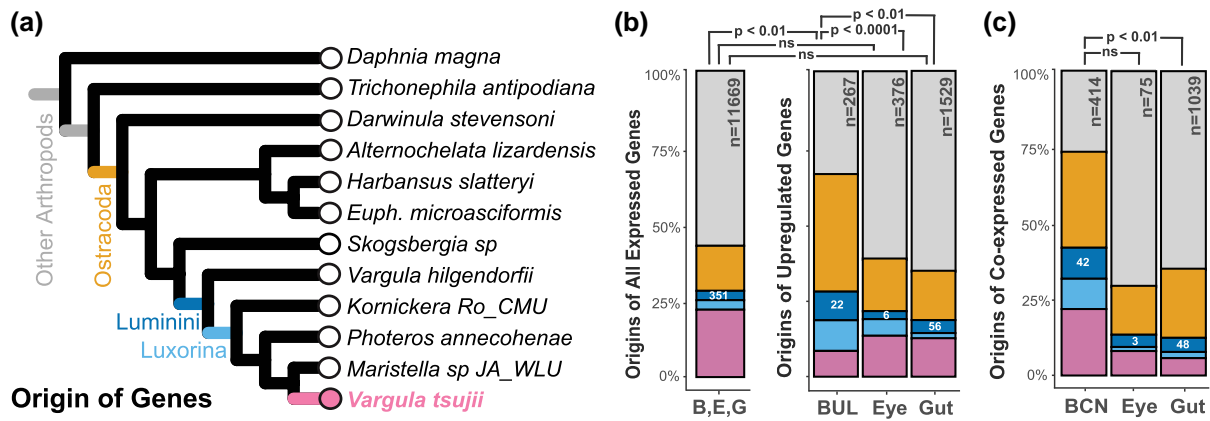 (a)
Daphnia magna
Trichonephila antipodiana
Darwinula stevensoni
Alternochelata lizardensis
Harbansus slatteryi
Euph. microasciformis
Skogsbergia sp
Vargula hilgendorfii
Kornickera Ro_CMU
Photeros annecohenae
Maristella sp JA_WLU
Vargula tsujii
Other Arthropods
Ostracoda
Luminini
Luxorina
Origin of Genes
(b)
p < 0.01
p < 0.01
p < 0.0001
ns
ns
Origins of All Expressed Genes
100%
75%
50%
25%
0%
n=11669
351
B,E,G
Origins of Upregulated Genes
n=267
n=376
n=1529
22
6
56
BUL
Eye
Gut
(c)
p < 0.01
ns
Origins of Co-expressed Genes
100%
75%
50%
25%
0%
n=414
n=75
n=1039
42
3
48
BCN
Eye
Gut